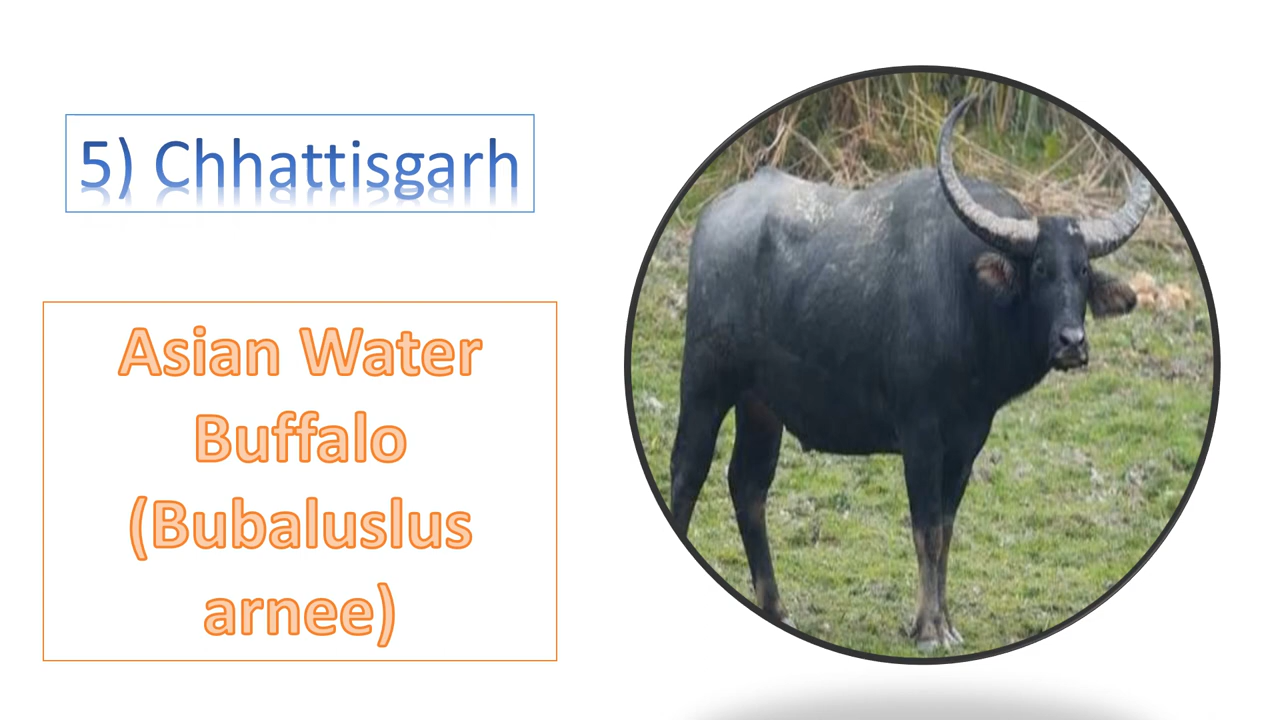 5) Chhattisgarh
Asian Water
Buffalo
(Bubaluslus
arnee)